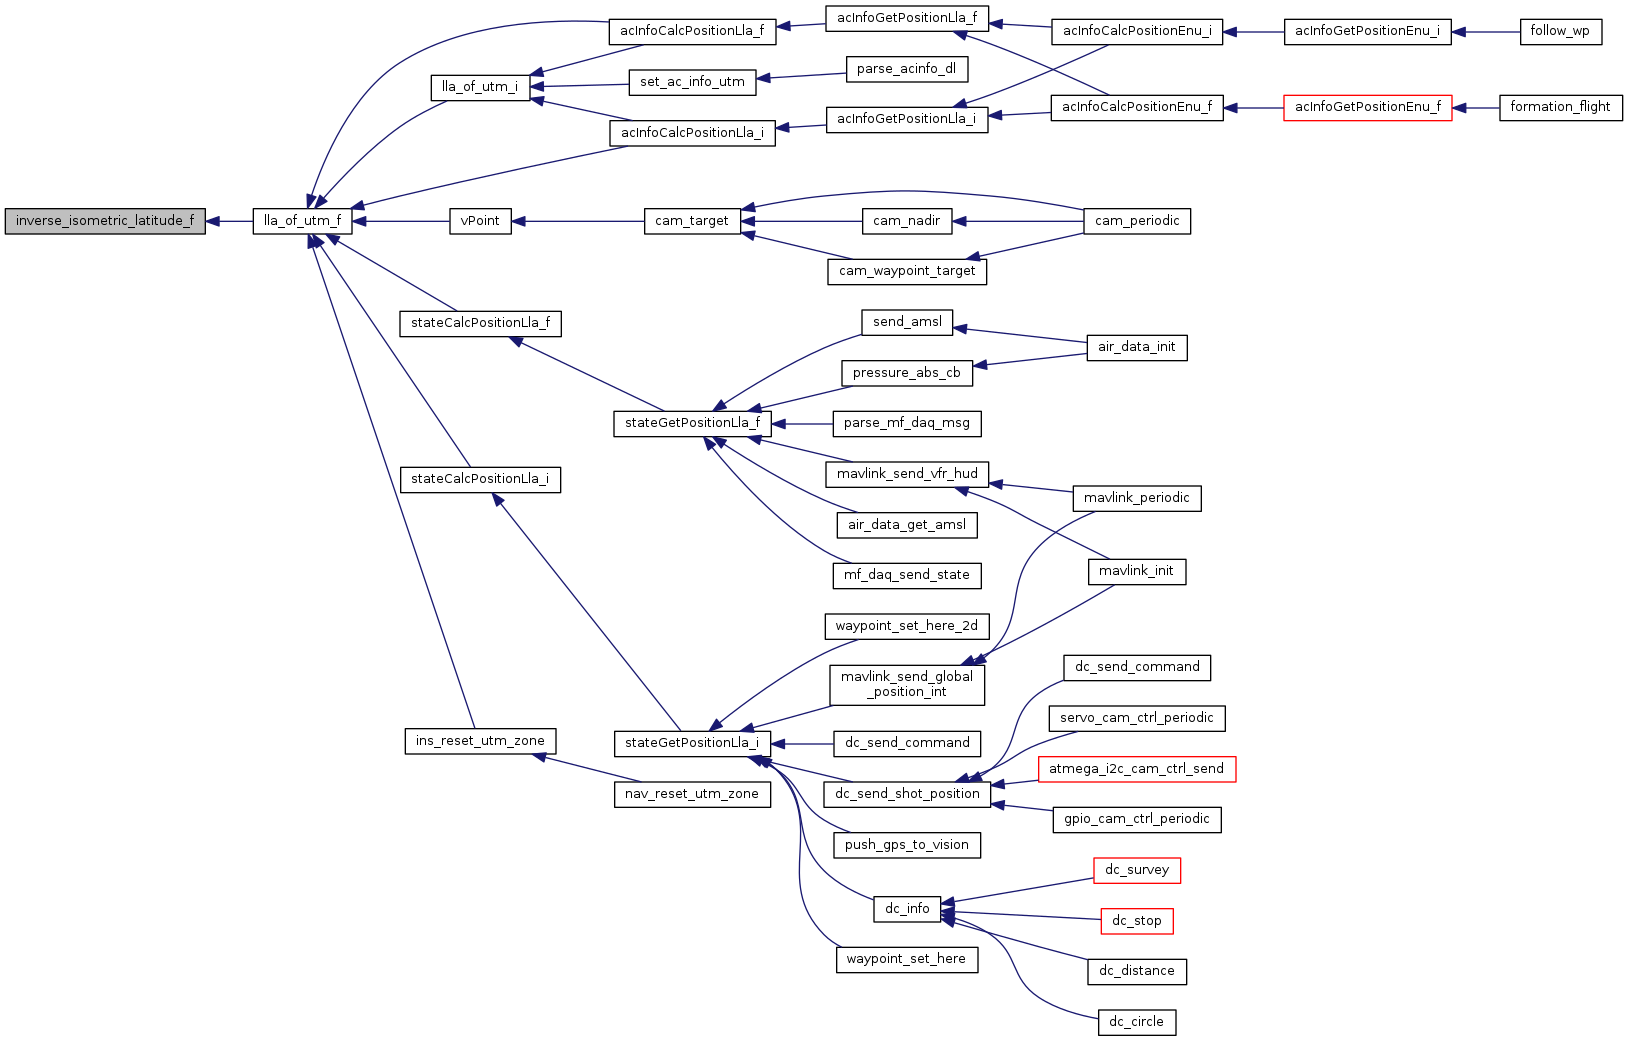 inverse_isometric_latitude_f
lla_of_utm_f
acInfoCalcPositionLla_f
lla_of_utm_i
set_ac_info_utm
acInfoCalcPositionLla_i
acInfoGetPositionLla_f
parse_acinfo_dl
acInfoGetPositionLla_i
acInfoCalcPositionEnu_i
acInfoCalcPositionEnu_f
acInfoGetPositionEnu_i
acInfoGetPositionEnu_f
follow_wp
formation_flight
vPoint
cam_target
cam_nadir
cam_waypoint_target
cam_periodic
stateCalcPositionLla_f
stateGetPositionLla_f
send_amsl
pressure_abs_cb
air_data_init
parse_mf_daq_msg
mavlink_send_vfr_hud
air_data_get_amsl
mf_daq_send_state
mavlink_periodic
mavlink_init
stateCalcPositionLla_i
stateGetPositionLla_i
waypoint_set_here_2d
mavlink_send_global
_position_int
dc_send_command
dc_send_shot_position
dc_send_command
servo_cam_ctrl_periodic
atmega_i2c_cam_ctrl_send
gpio_cam_ctrl_periodic
push_gps_to_vision
dc_info
dc_survey
dc_stop
dc_distance
dc_circle
waypoint_set_here
ins_reset_utm_zone
nav_reset_utm_zone